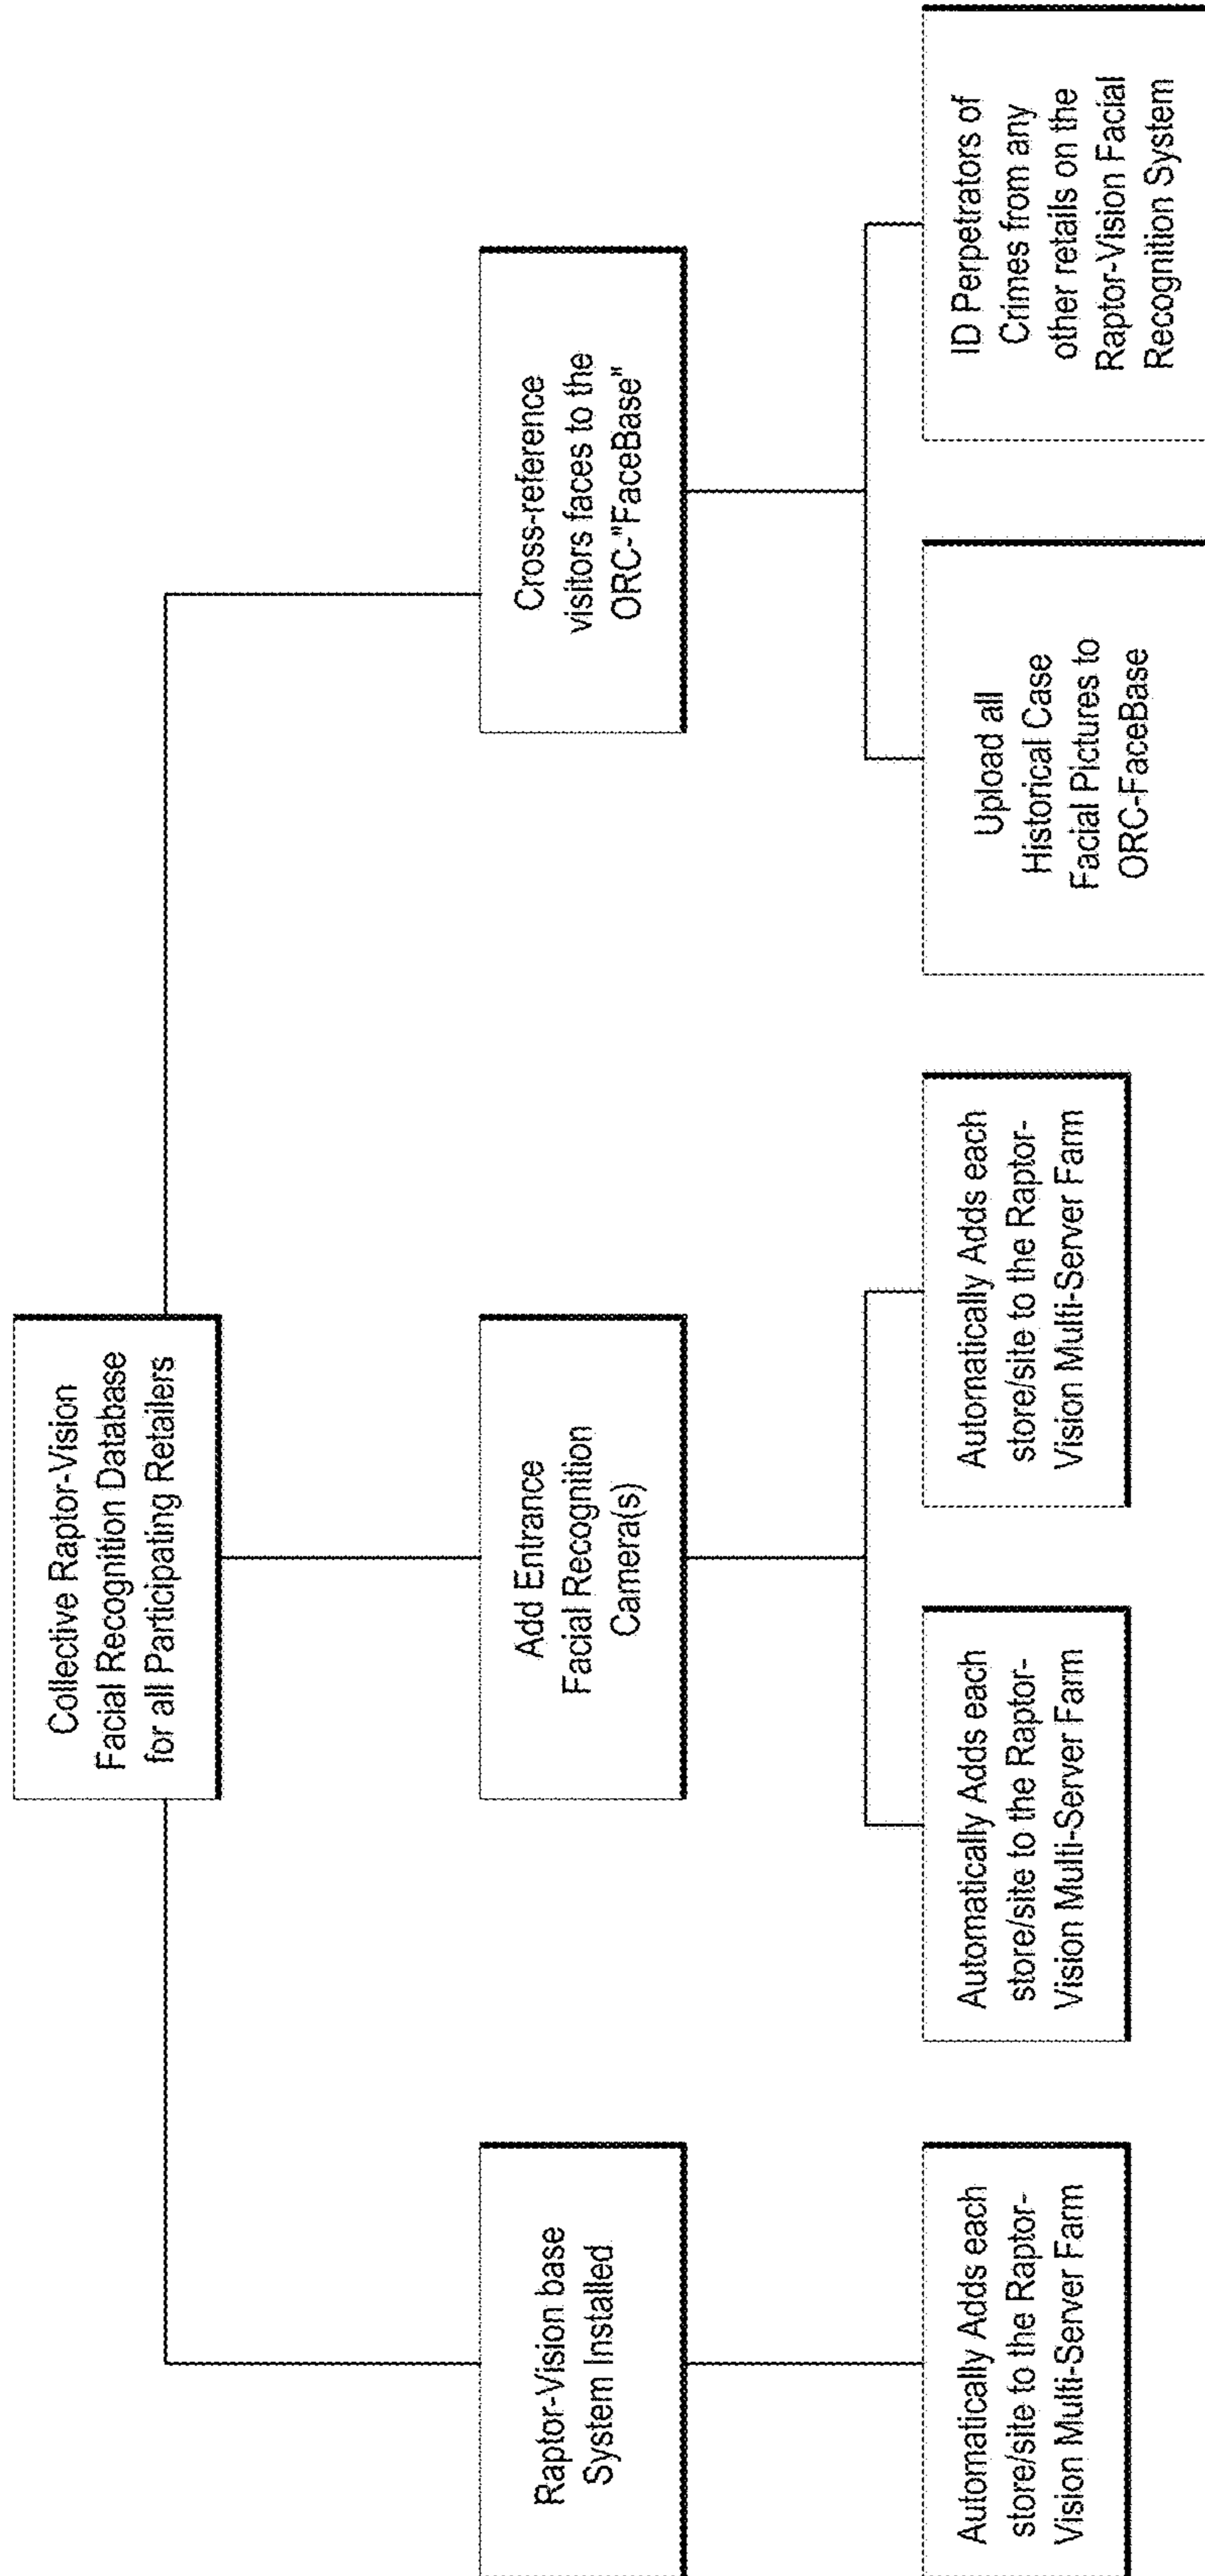 Collective Raptor-Vision
Facial Recognition Database
for all Participating Retailers
Raptor-Vision base
System Installed
Add Entrance
Facial Recognition
Camera(s)
Cross-reference
visitors faces to the
ORC-"FaceBase"
Automatically Adds each
store/site to the Raptor-
Vision Multi-Server Farm
Automatically Adds each
store/site to the Raptor-
Vision Multi-Server Farm
Automatically Adds each
store/site to the Raptor-
Vision Multi-Server Farm
Upload all
Historical Case
Facial Pictures to
ORC-FaceBase
ID Perpetrators of
Crimes from any
other retails on the
Raptor-Vision Facial
Recognition System